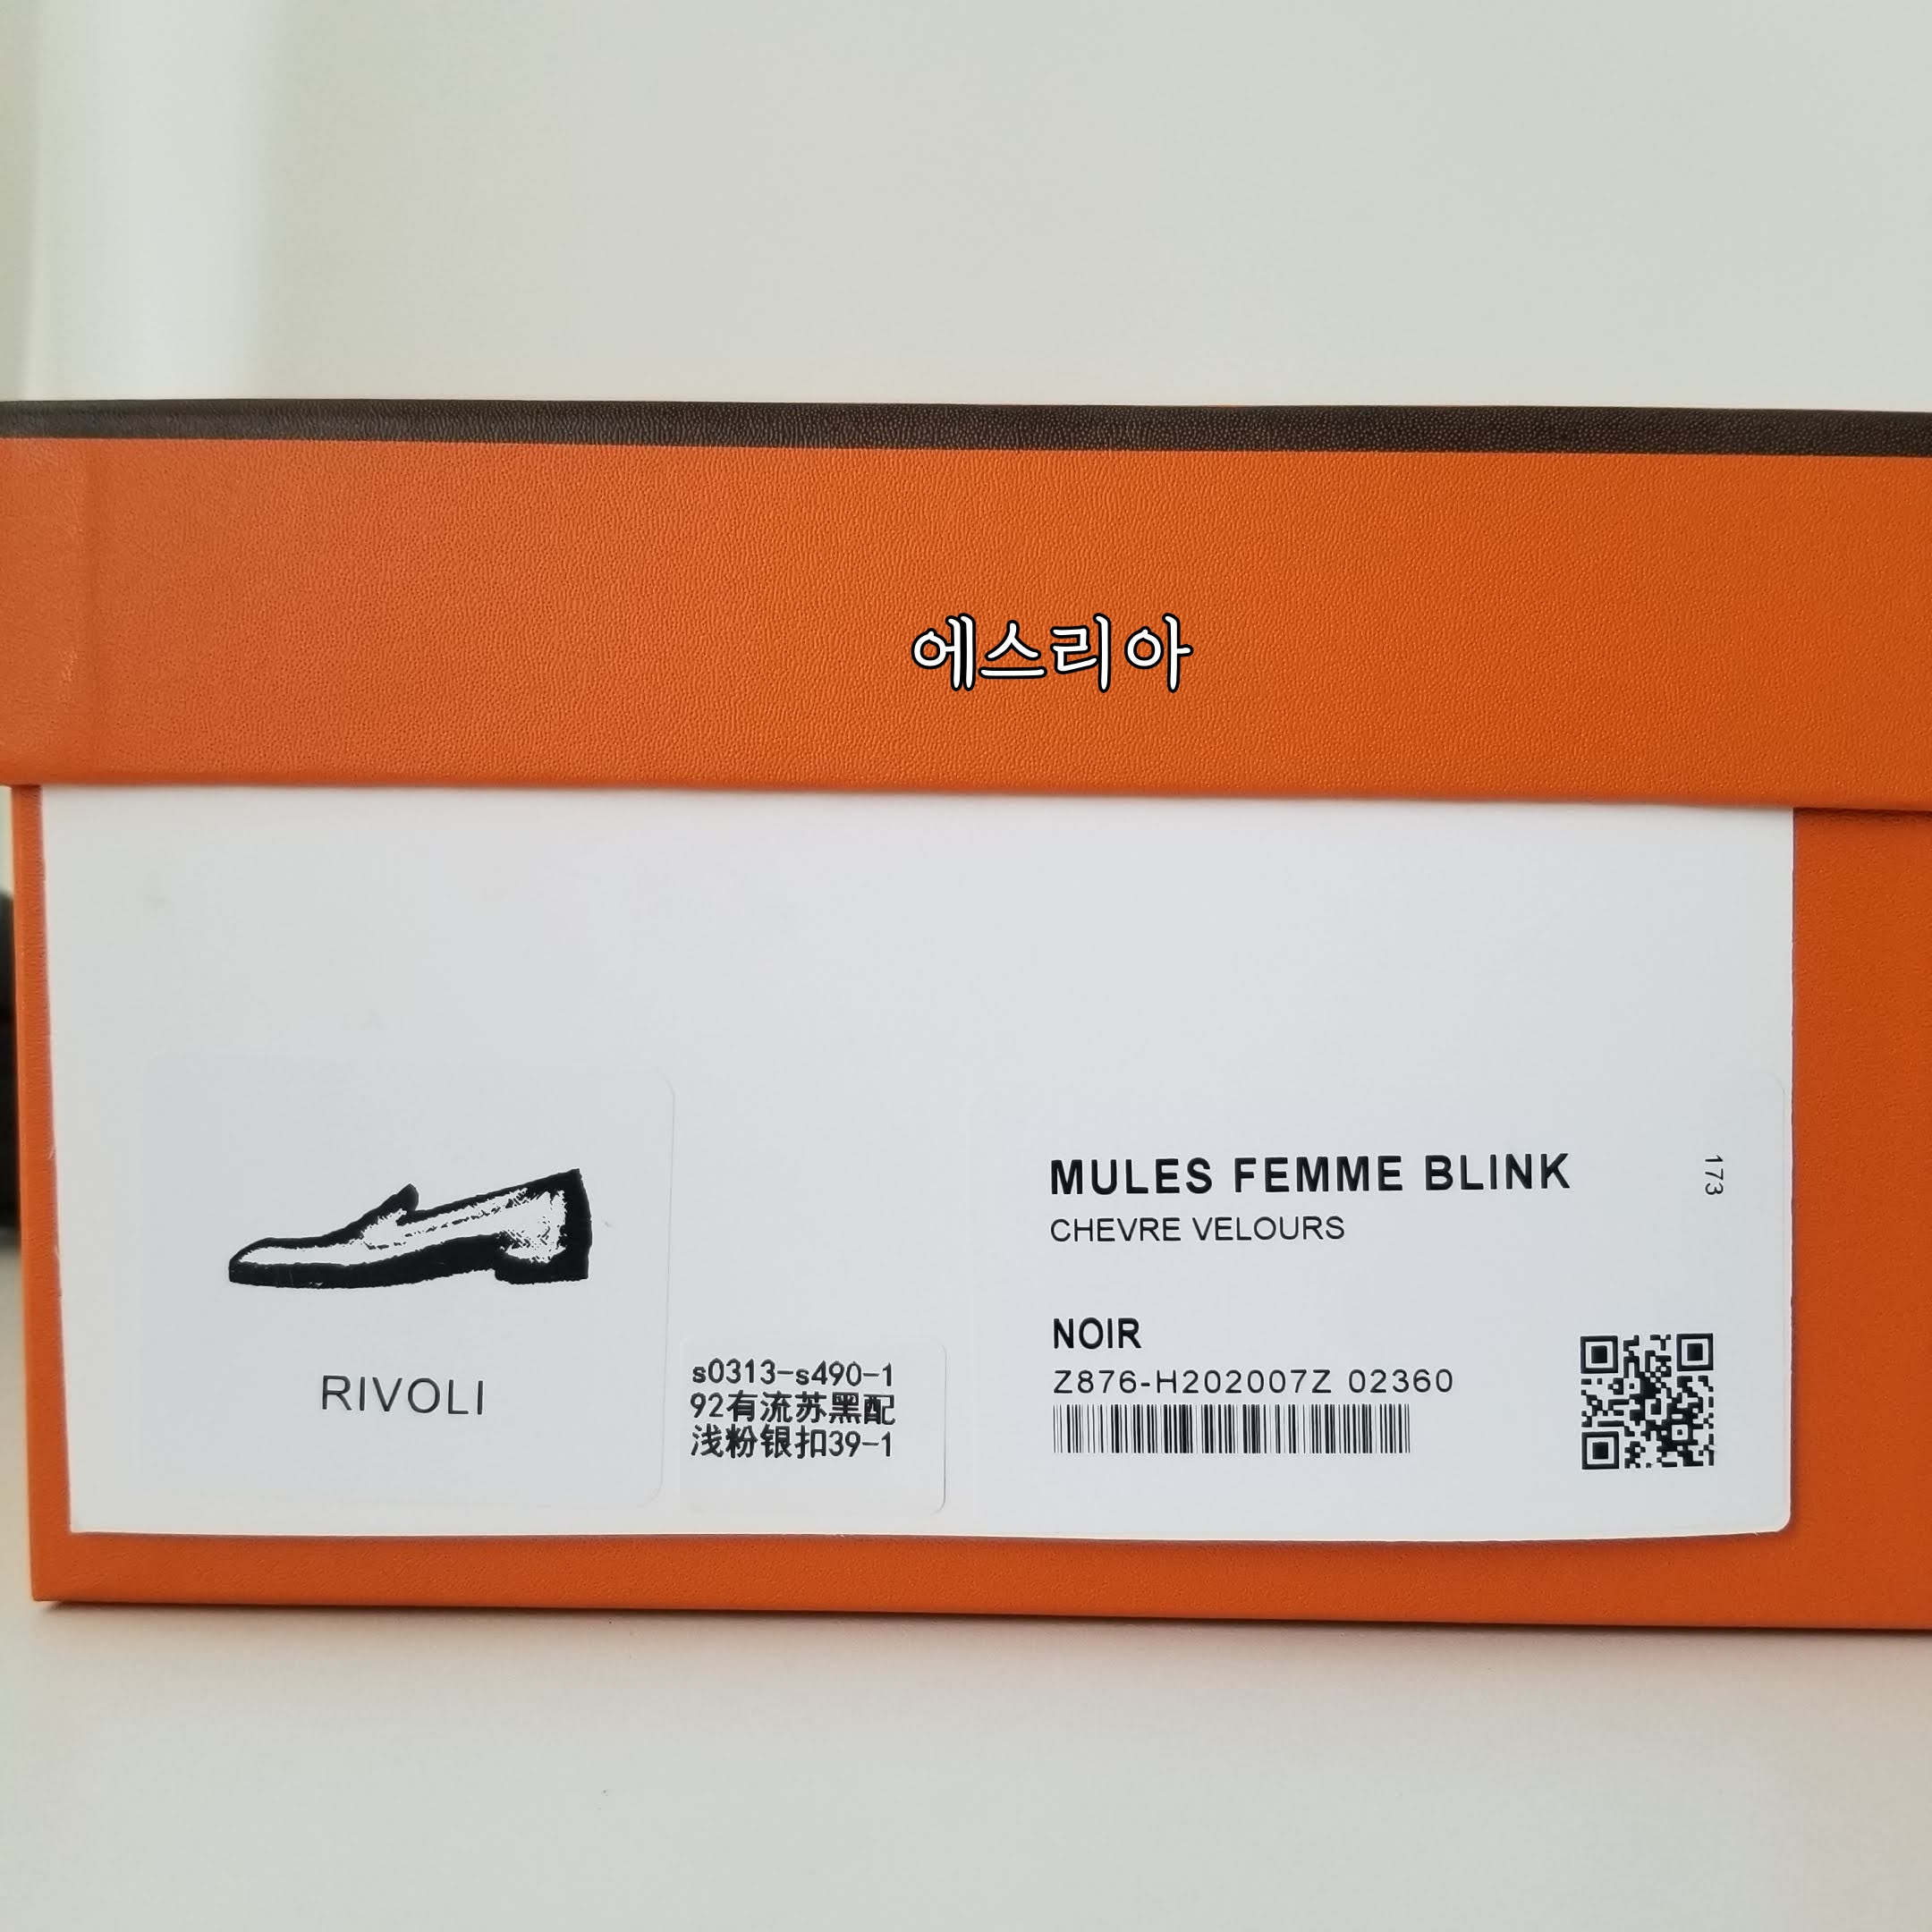 에스리아
RIVOLI
s0313-s490-1
92有流苏黑配
浅粉银扣39-1
MULES FEMME BLINK
CHEVRE VELOURS
NOIR
Z876-H202007Z 02360
173